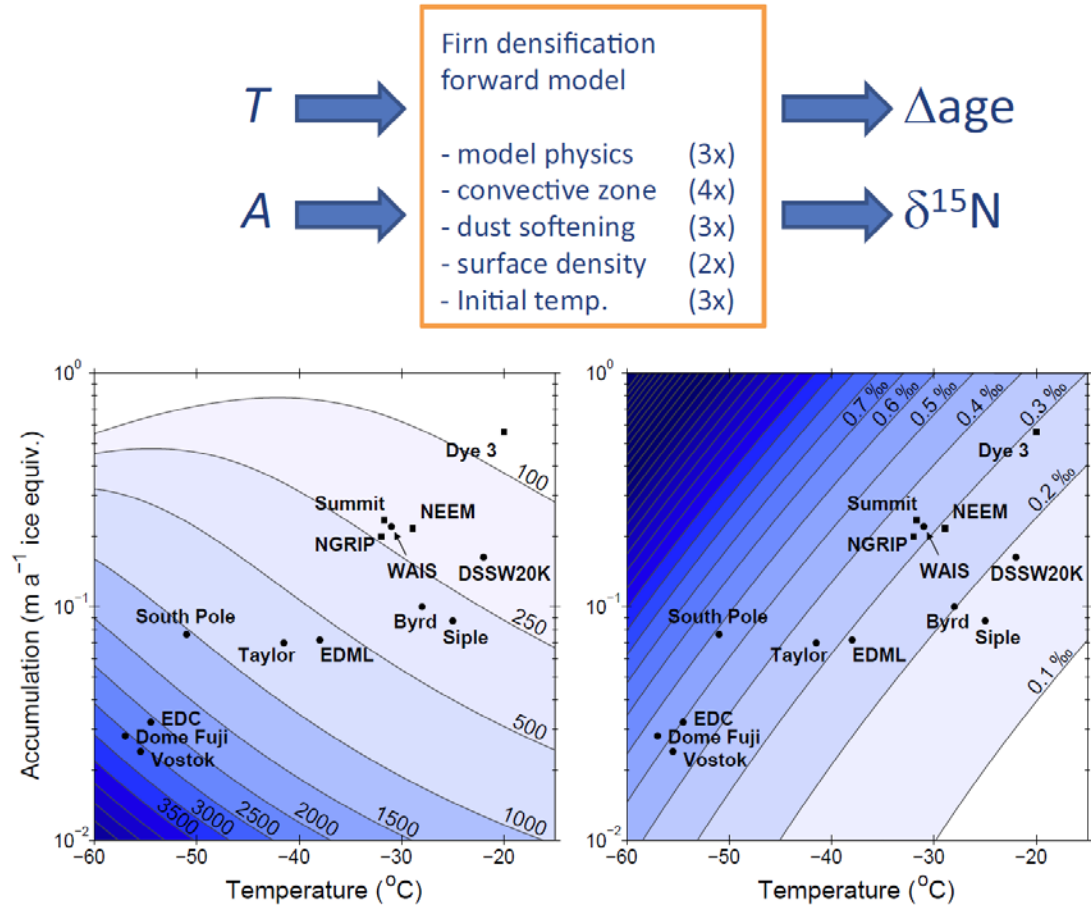 T
A
Firn densification
forward model
- model physics (3x)
- convective zone (4x)
- dust softening (3x)
- surface density (2x)
- Initial temp. (3x)
Δage
δ¹⁵N
Accumulation (m a⁻¹ ice equiv.)
10⁰
10⁻¹
10⁻²
−60
−50
−40
−30
−20
Temperature (°C)
Dye 3
100
Summit
NEEM
NGRIP
WAIS
DSSW20K
250
South Pole
Byrd
Siple
Taylor
EDML
500
EDC
Dome Fuji
Vostok
3500
3000
2500
2000
1500
1000
10⁰
10⁻¹
10⁻²
−60
−50
−40
−30
−20
Temperature (°C)
0.7 ‰
0.6 ‰
0.5 ‰
0.4 ‰
0.3 ‰
Dye 3
0.2 ‰
Summit
NEEM
NGRIP
WAIS
DSSW20K
South Pole
Byrd
Siple
Taylor
EDML
0.1 ‰
EDC
Dome Fuji
Vostok